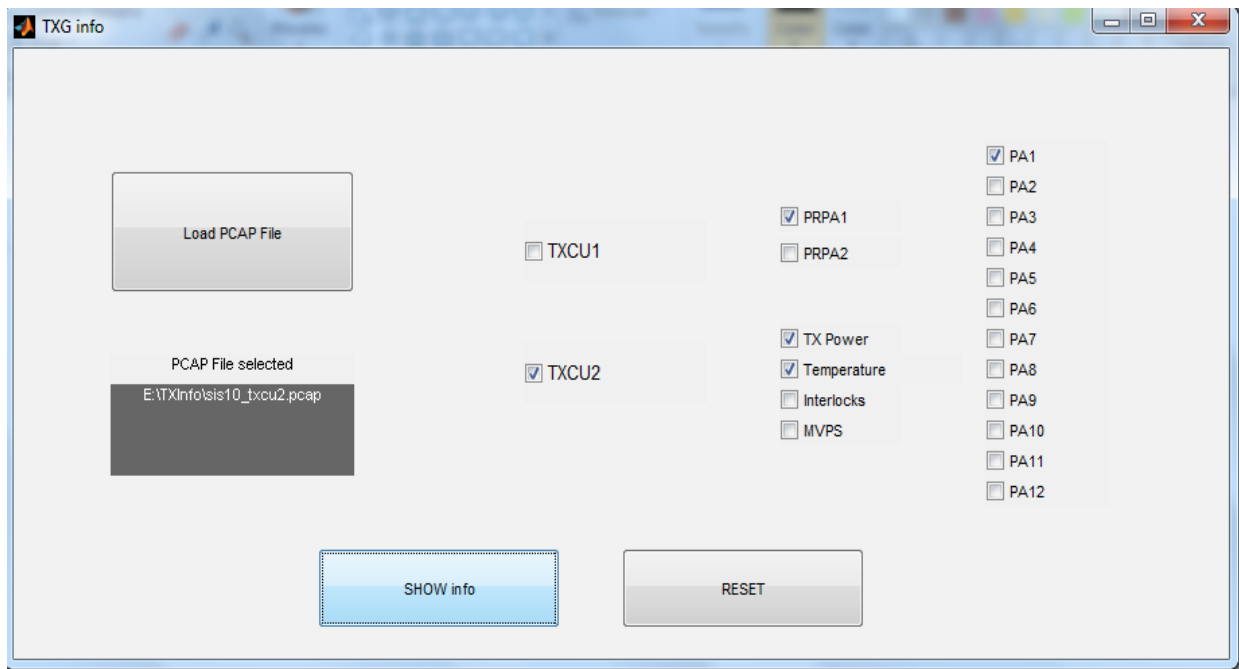 TXG info
Load PCAP File
PCAP File selected
E:\TXInfo\sis10_txcu2.pcap
TXCU1
TXCU2
PRPA1
PRPA2
TX Power
Temperature
Interlocks
MVPS
PA1
PA2
PA3
PA4
PA5
PA6
PA7
PA8
PA9
PA10
PA11
PA12
SHOW info
RESET